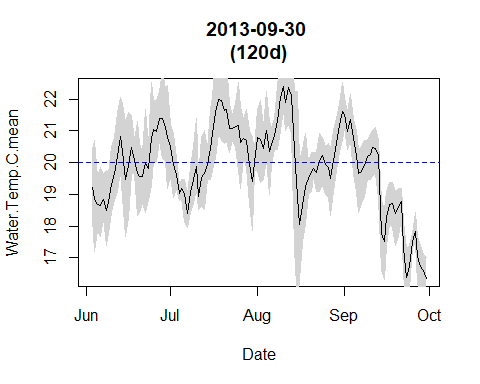 2013-09-30
(120d)
Water.Temp.C.mean
22
21
20
19
18
17
Jun Jul Aug Sep Oct
Date